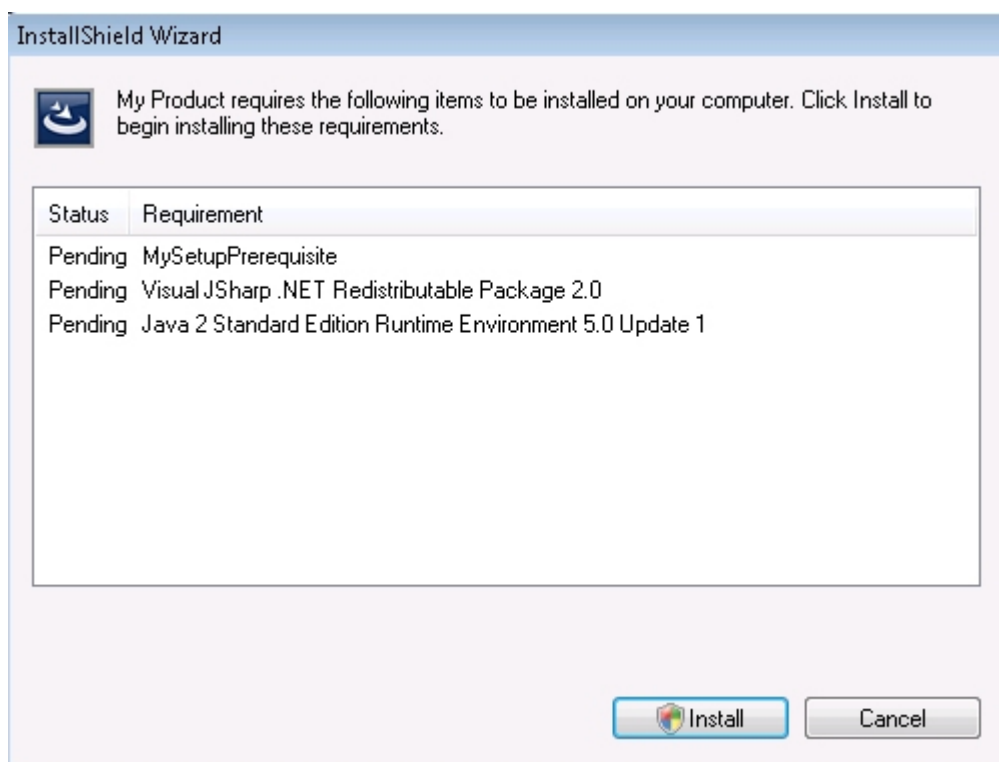 InstallShield Wizard
My Product requires the following items to be installed on your computer. Click Install to
begin installing these requirements.
Status Requirement
Pending MySetupPrerequisite
Pending Visual JSharp .NET Redistributable Package 2.0
Pending Java 2 Standard Edition Runtime Environment 5.0 Update 1
Install Cancel